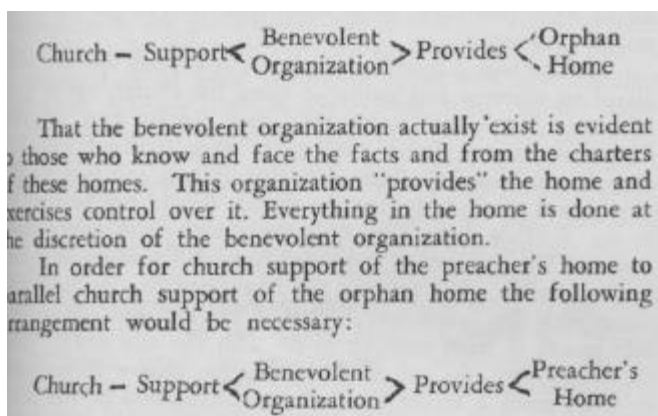 Church – Support < Benevolent Organization > Provides < Orphan Home
That the benevolent organization actually exist is evident
those who know and face the facts and from the charters
f these homes. This organization "provides" the home and
xercises control over it. Everything in the home is done at
he discretion of the benevolent organization.
In order for church support of the preacher's home to
arallel church support of the orphan home the following
rrangement would be necessary:
Church – Support < Benevolent Organization > Provides < Preacher's Home